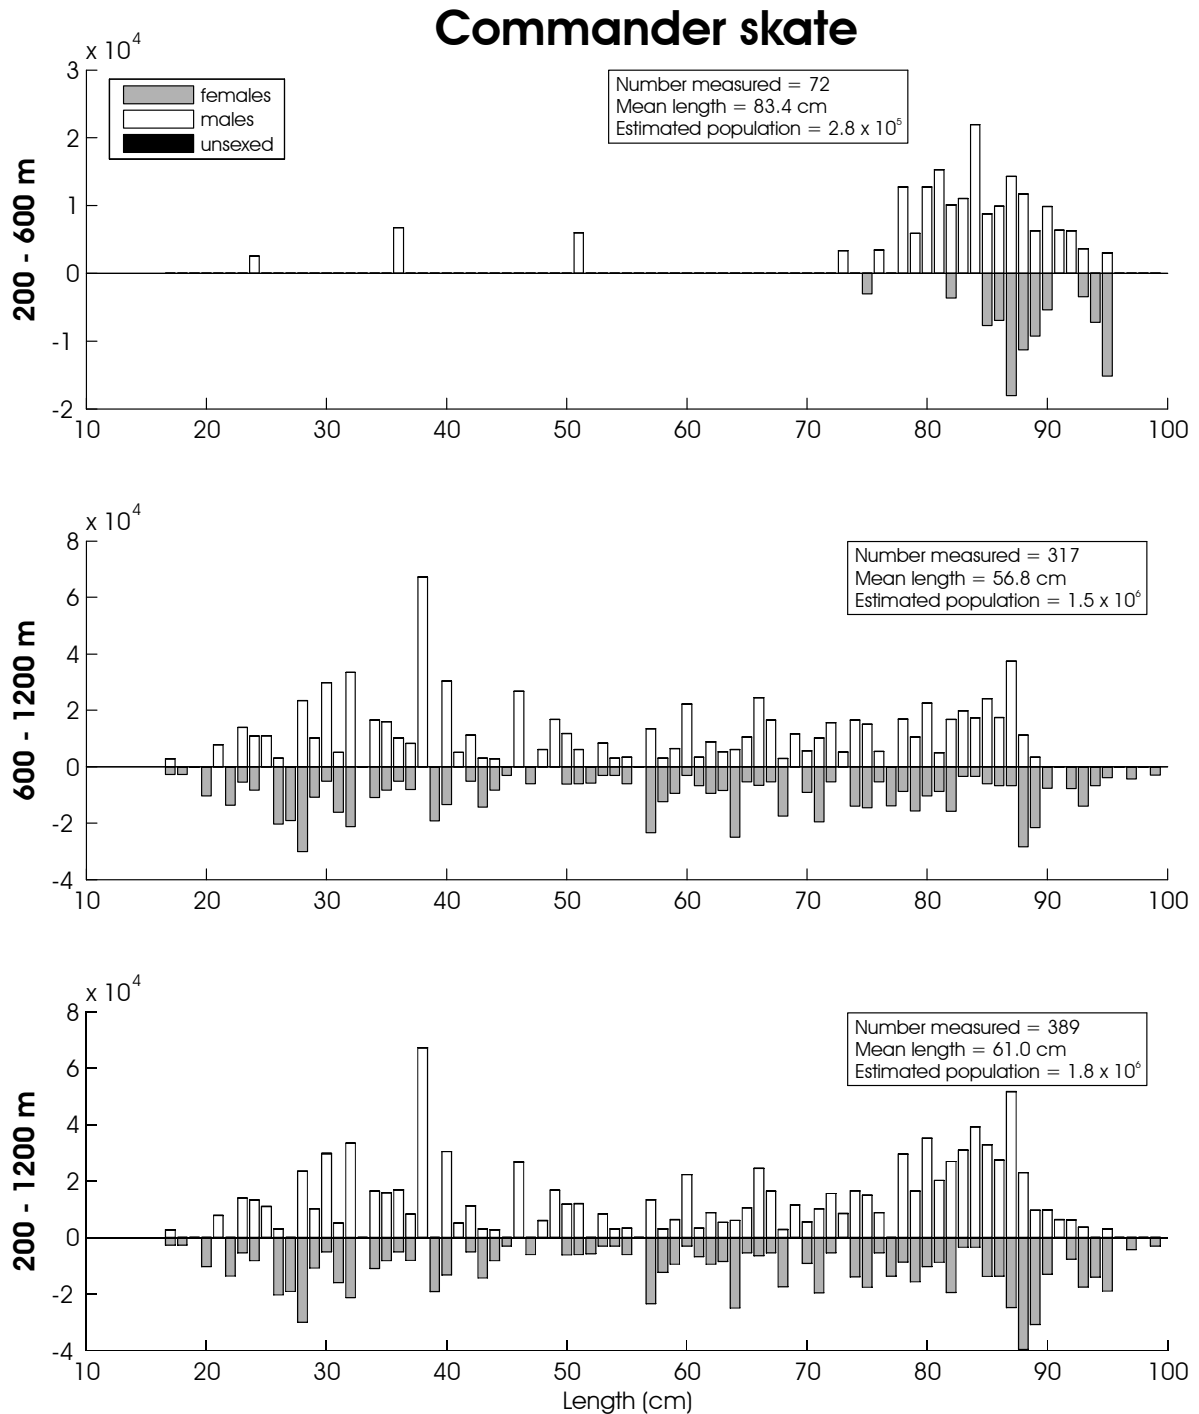 Commander skate
x 10^4
3
2
1
0
-1
-2
200 - 600 m
females
males
unsexed
Number measured = 72
Mean length = 83.4 cm
Estimated population = 2.8 x 10^5
10 20 30 40 50 60 70 80 90 100
x 10^4
8
6
4
2
0
-2
-4
600 - 1200 m
Number measured = 317
Mean length = 56.8 cm
Estimated population = 1.5 x 10^6
10 20 30 40 50 60 70 80 90 100
x 10^4
8
6
4
2
0
-2
-4
200 - 1200 m
Number measured = 389
Mean length = 61.0 cm
Estimated population = 1.8 x 10^6
10 20 30 40 50 60 70 80 90 100
Length (cm)